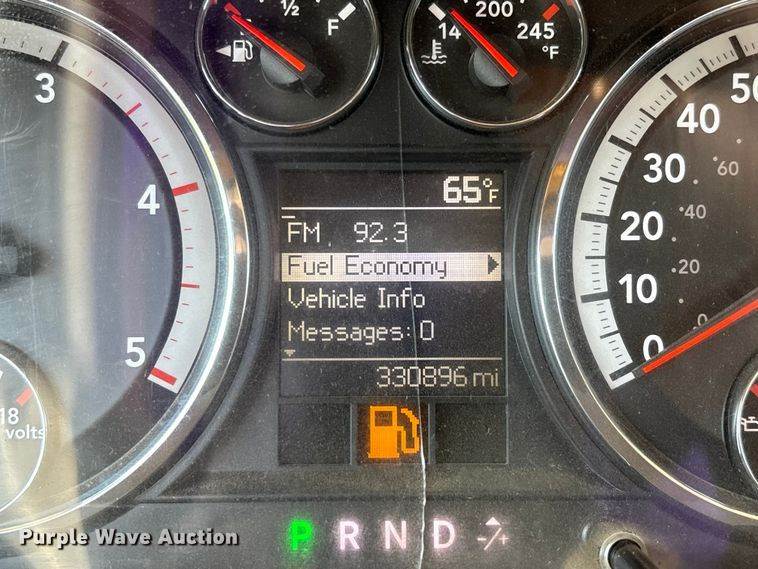 ½
F
200
14
245
°F
3
4
5
18
volts
50
40
30
20
10
0
60
40
20
0
65°F
FM 92.3
Fuel Economy
Vehicle Info
Messages: 0
330896 mi
P R N D -/+
Purple Wave Auction